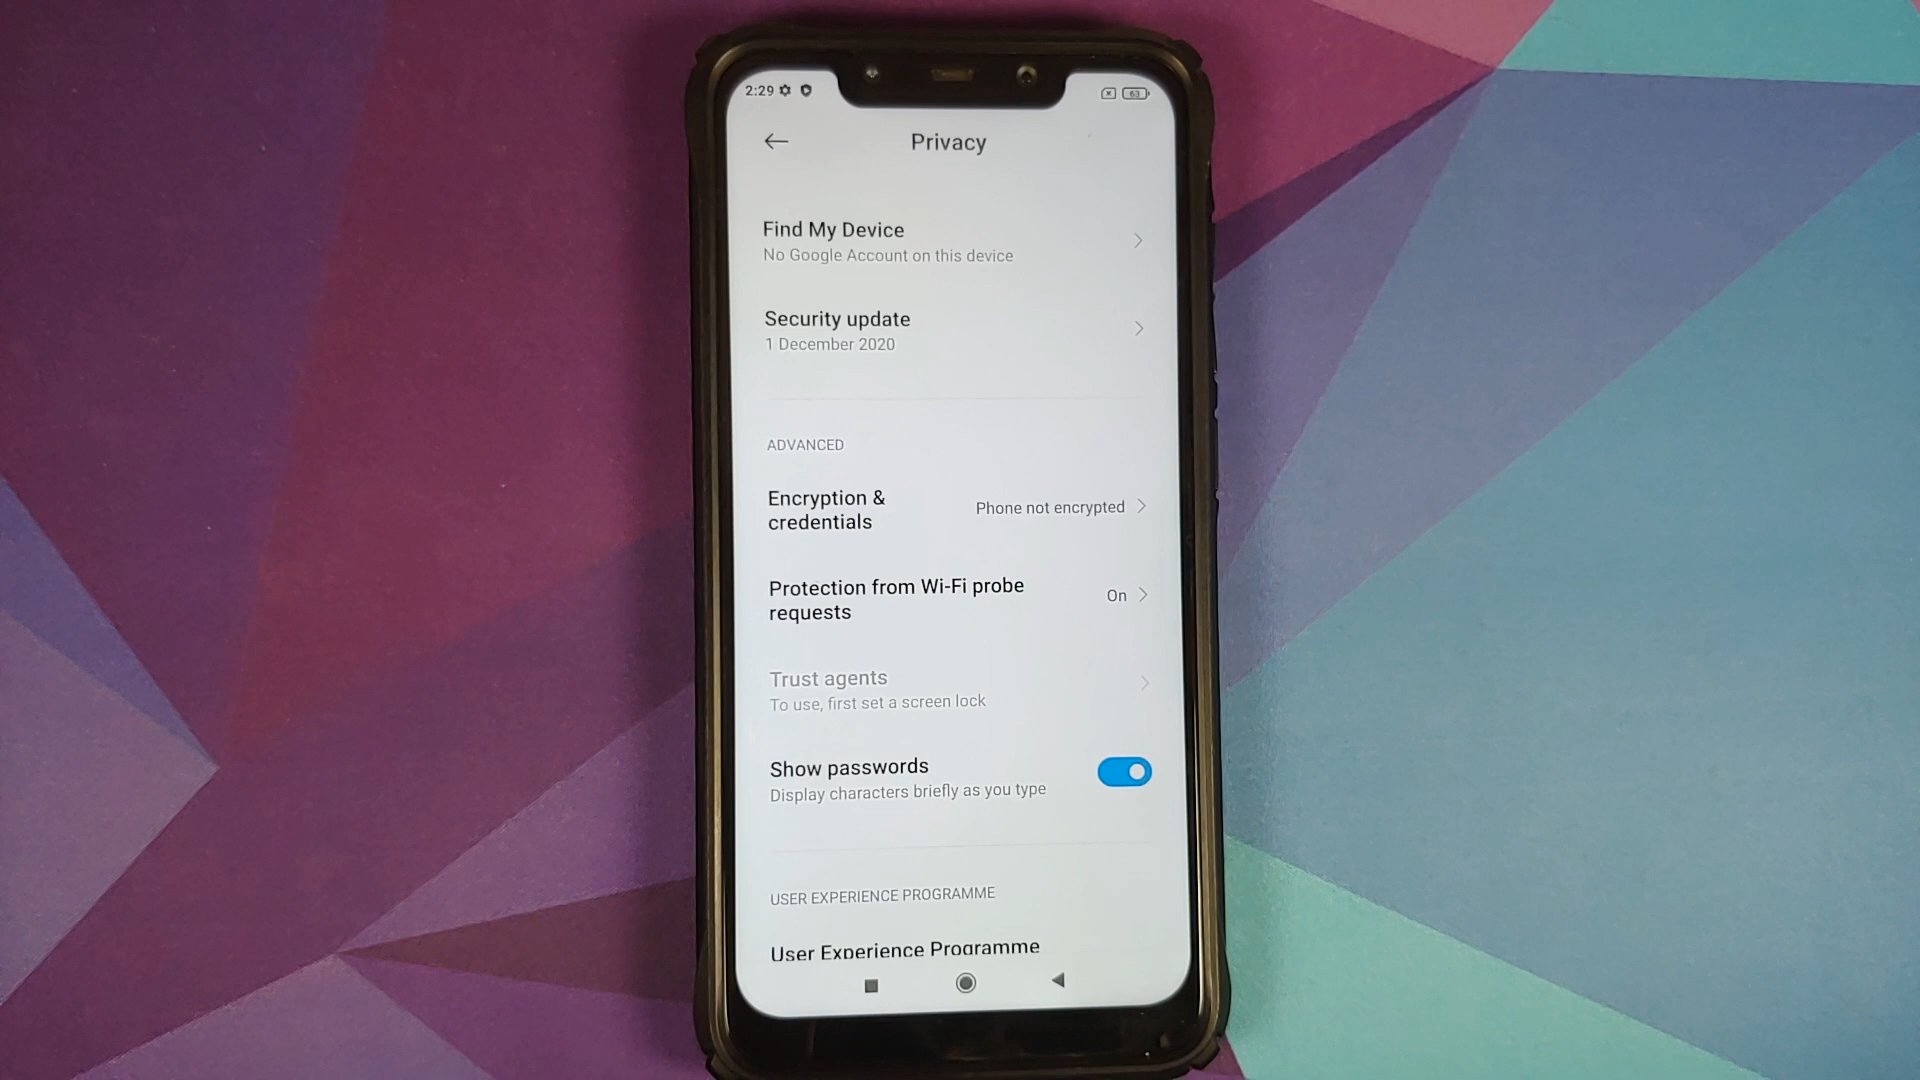 2:29
63
Privacy
Find My Device
No Google Account on this device
Security update
1 December 2020
ADVANCED
Encryption &
credentials
Phone not encrypted
Protection from Wi-Fi probe
requests
On
Trust agents
To use, first set a screen lock
Show passwords
Display characters briefly as you type
USER EXPERIENCE PROGRAMME
User Experience Programme